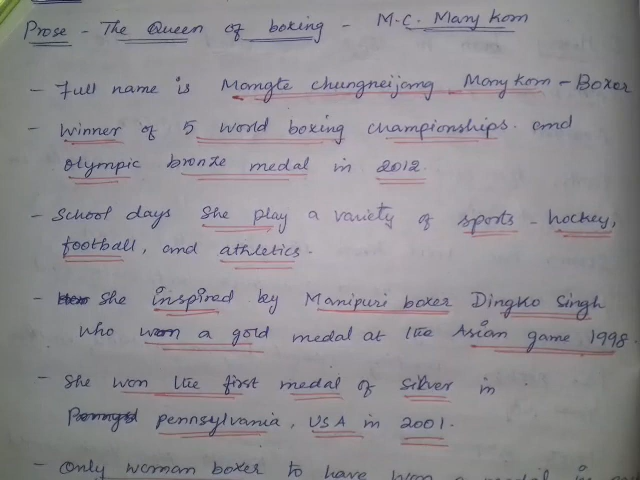 Prose - The Queen of boxing - M.C. Mary kom
- Full name is Mangte chungneijang Mary kom - Boxer
- Winner of 5 world boxing championships. and
Olympic bronze medal in 2012.
- School days She play a variety of sports - hockey,
football, and athletics.
- She inspired by Manipuri boxer Dingko Singh
who won a gold medal at the Asian game 1998.
- She won the first medal of Silver in
pennsylvania, USA in 2001.
- Only woman boxer to have won a medal in